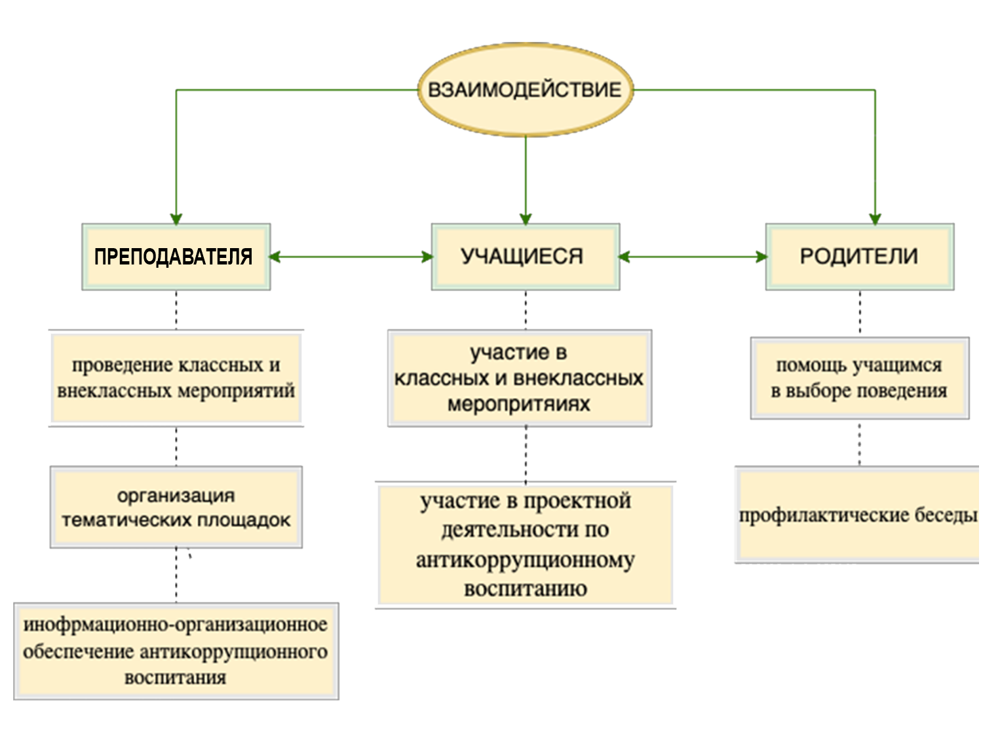 ВЗАИМОДЕЙСТВИЕ
ПРЕПОДАВАТЕЛЯ
УЧАЩИЕСЯ
РОДИТЕЛИ
проведение классных и
внеклассных мероприятий
участие в
классных и внеклассных
меропритяиях
помощь учащимся
в выборе поведения
организация
тематических площадок
участие в проектной
деятельности по
антикоррупционному
воспитанию
профилактические беседы
инофрмационно-организационное
обеспечение антикоррупционного
воспитания